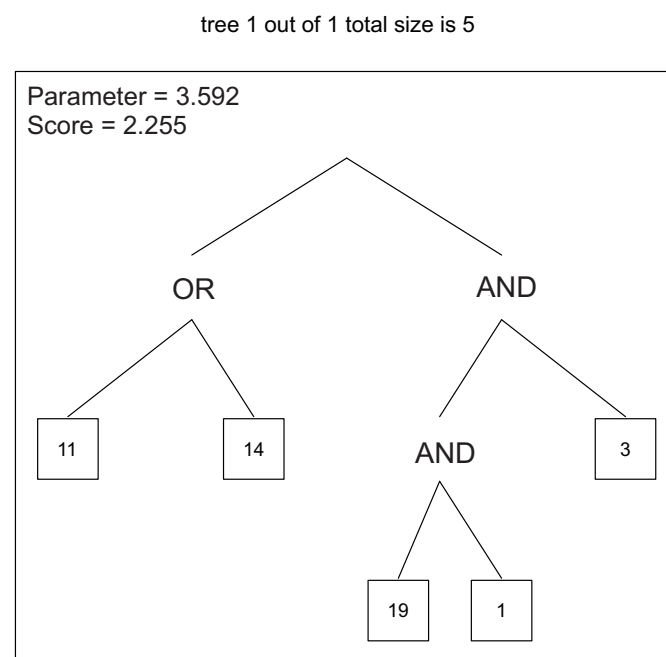 tree 1 out of 1 total size is 5
Parameter = 3.592
Score = 2.255
OR
AND
11
14
AND
3
19
1